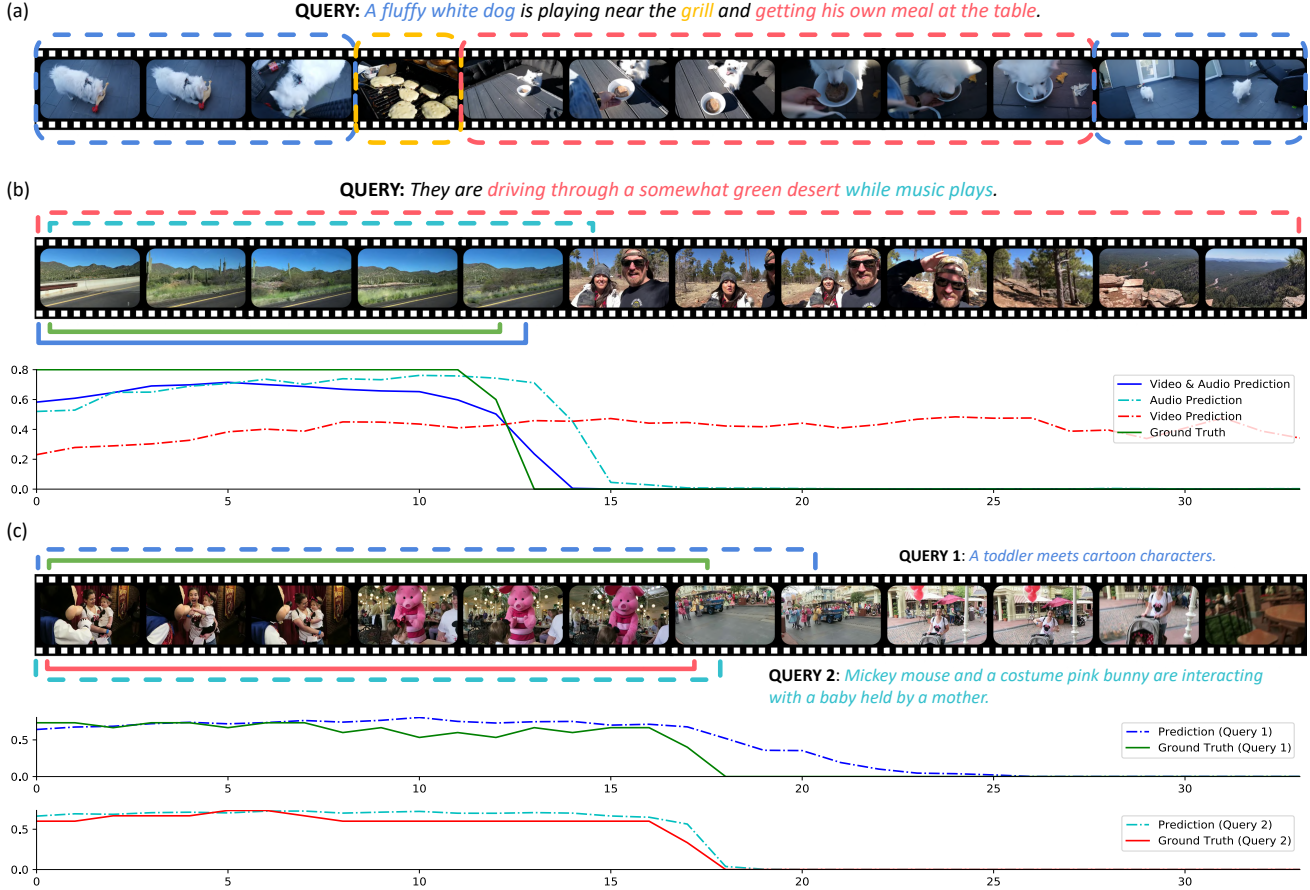 (a)
QUERY: A fluffy white dog is playing near the grill and getting his own meal at the table.
(b)
QUERY: They are driving through a somewhat green desert while music plays.
0.8
0.6
0.4
0.2
0.0
Video & Audio Prediction
Audio Prediction
Video Prediction
Ground Truth
0 5 10 15 20 25 30
(c)
QUERY 1: A toddler meets cartoon characters.
QUERY 2: Mickey mouse and a costume pink bunny are interacting
with a baby held by a mother.
0.5
0.0
Prediction (Query 1)
Ground Truth (Query 1)
0 5 10 15 20 25 30
0.5
0.0
Prediction (Query 2)
Ground Truth (Query 2)
0 5 10 15 20 25 30